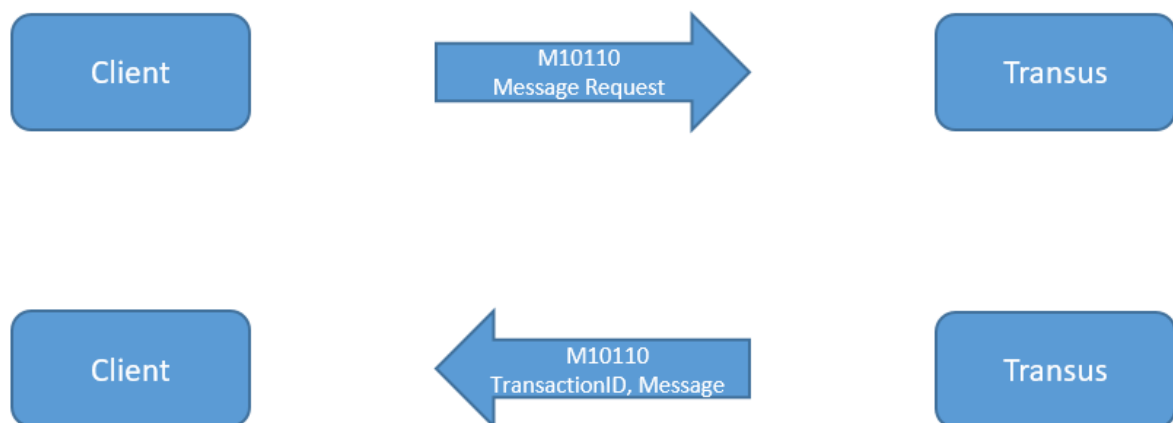 Client
M10110
Message Request
Transus
Client
M10110
TransactionID, Message
Transus